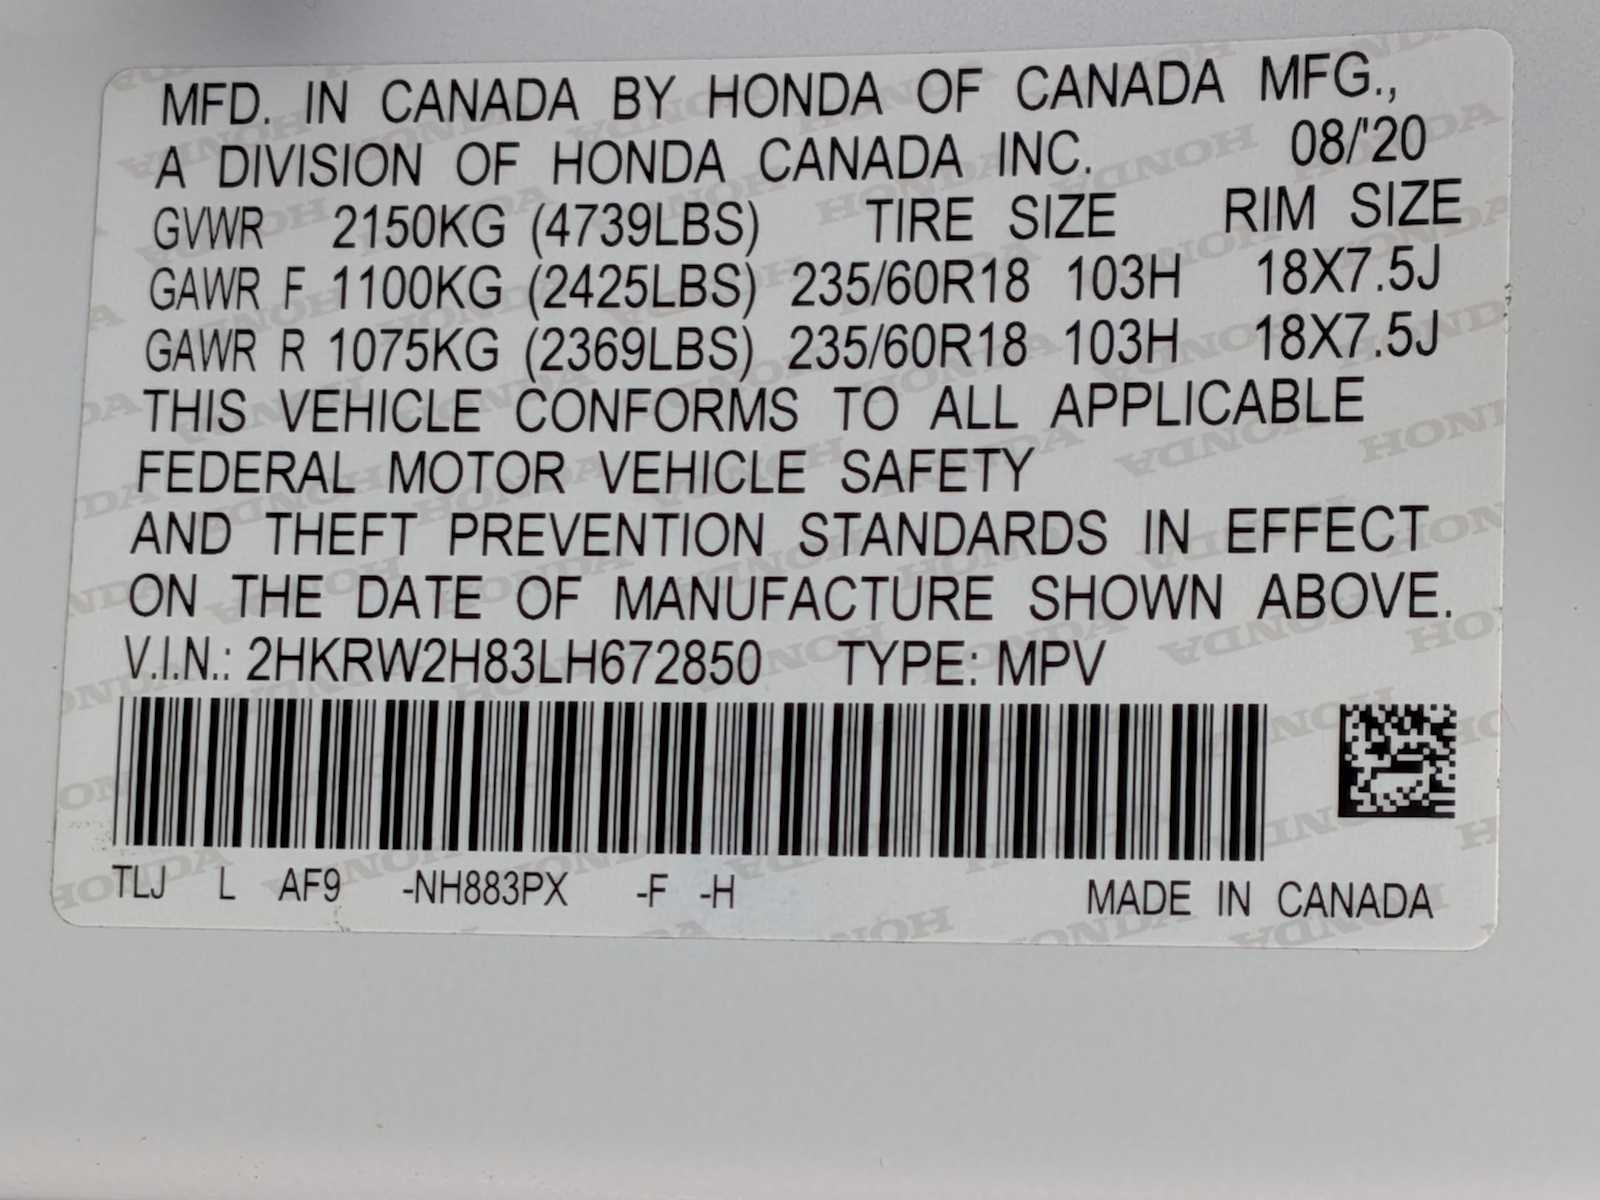 MFD. IN CANADA BY HONDA OF CANADA MFG.,
A DIVISION OF HONDA CANADA INC. 08/'20
GVWR 2150KG (4739LBS) TIRE SIZE RIM SIZE
GAWR F 1100KG (2425LBS) 235/60R18 103H 18X7.5J
GAWR R 1075KG (2369LBS) 235/60R18 103H 18X7.5J
THIS VEHICLE CONFORMS TO ALL APPLICABLE
FEDERAL MOTOR VEHICLE SAFETY
AND THEFT PREVENTION STANDARDS IN EFFECT
ON THE DATE OF MANUFACTURE SHOWN ABOVE.
V.I.N.: 2HKRW2H83LH672850 TYPE: MPV
TLJ L AF9 -NH883PX -F -H MADE IN CANADA